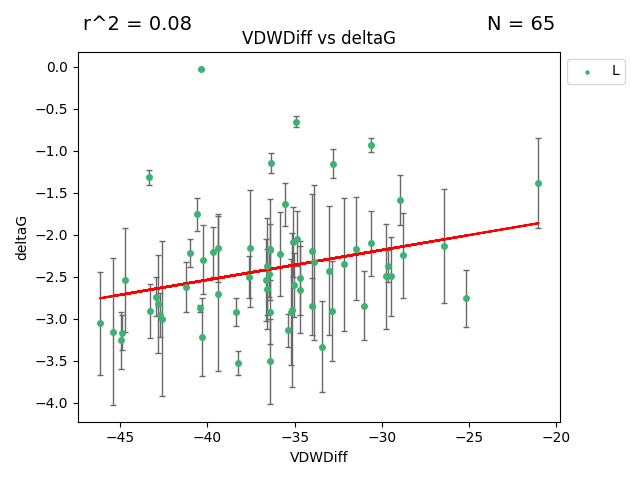 r^2 = 0.08
N = 65
VDWDiff vs deltaG
L
0.0
−0.5
−1.0
−1.5
−2.0
−2.5
−3.0
−3.5
−4.0
deltaG
−45
−40
−35
−30
−25
−20
VDWDiff